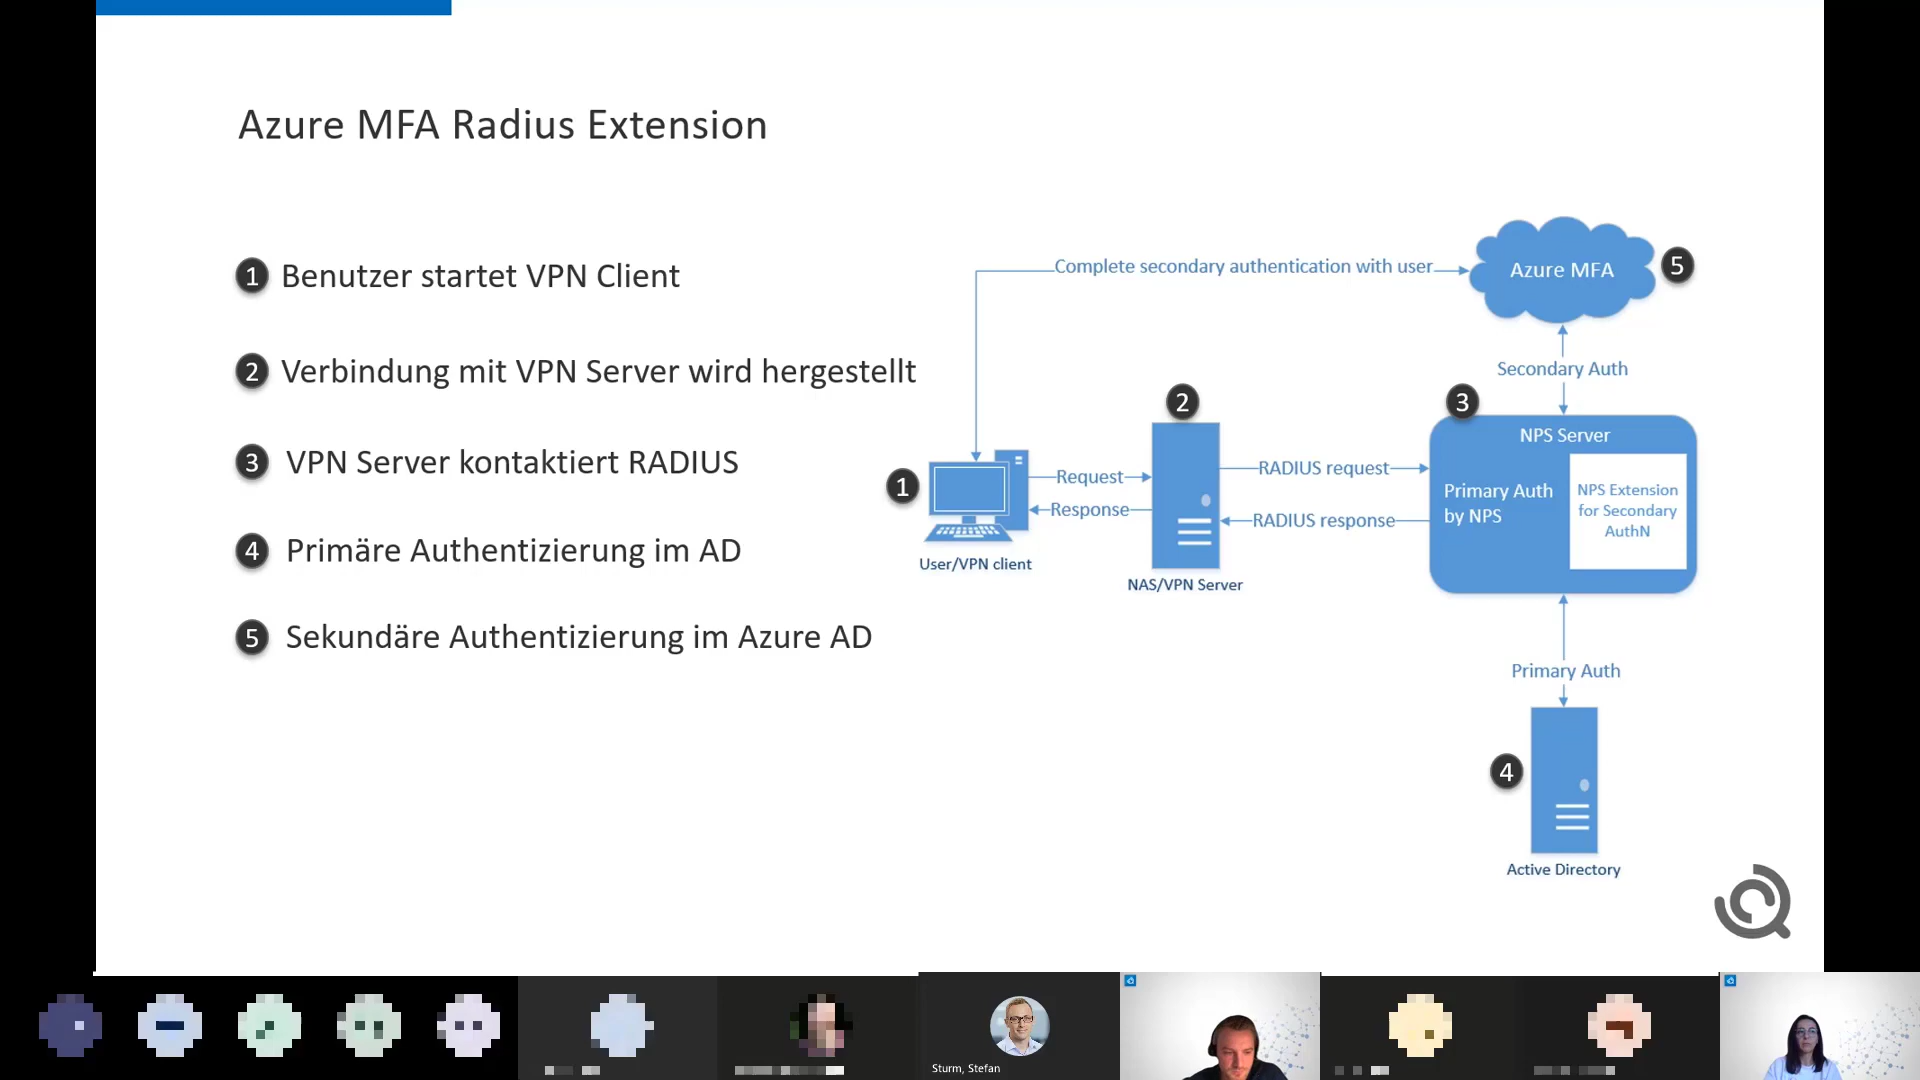 Azure MFA Radius Extension
1 Benutzer startet VPN Client
2 Verbindung mit VPN Server wird hergestellt
3 VPN Server kontaktiert RADIUS
4 Primäre Authentizierung im AD
5 Sekundäre Authentizierung im Azure AD
Complete secondary authentication with user
Azure MFA
5
Secondary Auth
2
3
NPS Server
1
Request
Response
RADIUS request
RADIUS response
Primary Auth
by NPS
NPS Extension
for Secondary
AuthN
User/VPN client
NAS/VPN Server
Primary Auth
4
Active Directory
Sturm, Stefan